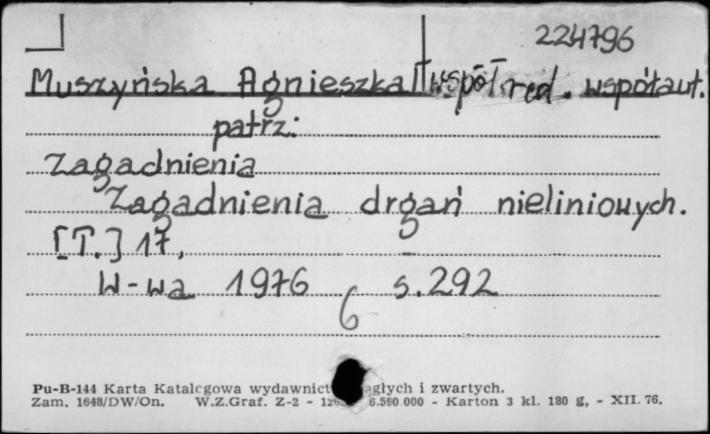 224796
Muszyńska Agnieszka współred. współaut.
patrz:
Zagadnienia
Zagadnienia drgań nieliniowych.
[T.] 17,
W-wa 1976 s. 292
6
Pu-B-144 Karta Katalogowa wydawnict ągłych i zwartych.
Zam. 1648/DW/On. W.Z.Graf. Z-2 - 6.590.000 - Karton 3 kl. 180 g, - XII. 76.